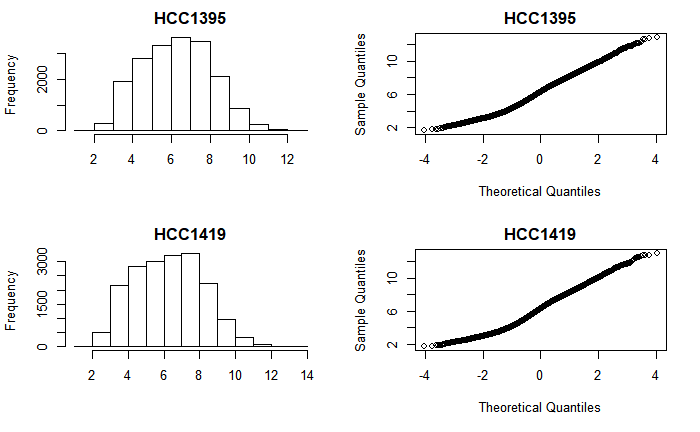 HCC1395
Frequency
0 2000
2 4 6 8 10 12
HCC1395
Sample Quantiles
2 6 10
-4 -2 0 2 4
Theoretical Quantiles
HCC1419
Frequency
0 1500 3000
2 4 6 8 10 12 14
HCC1419
Sample Quantiles
2 6 10
-4 -2 0 2 4
Theoretical Quantiles